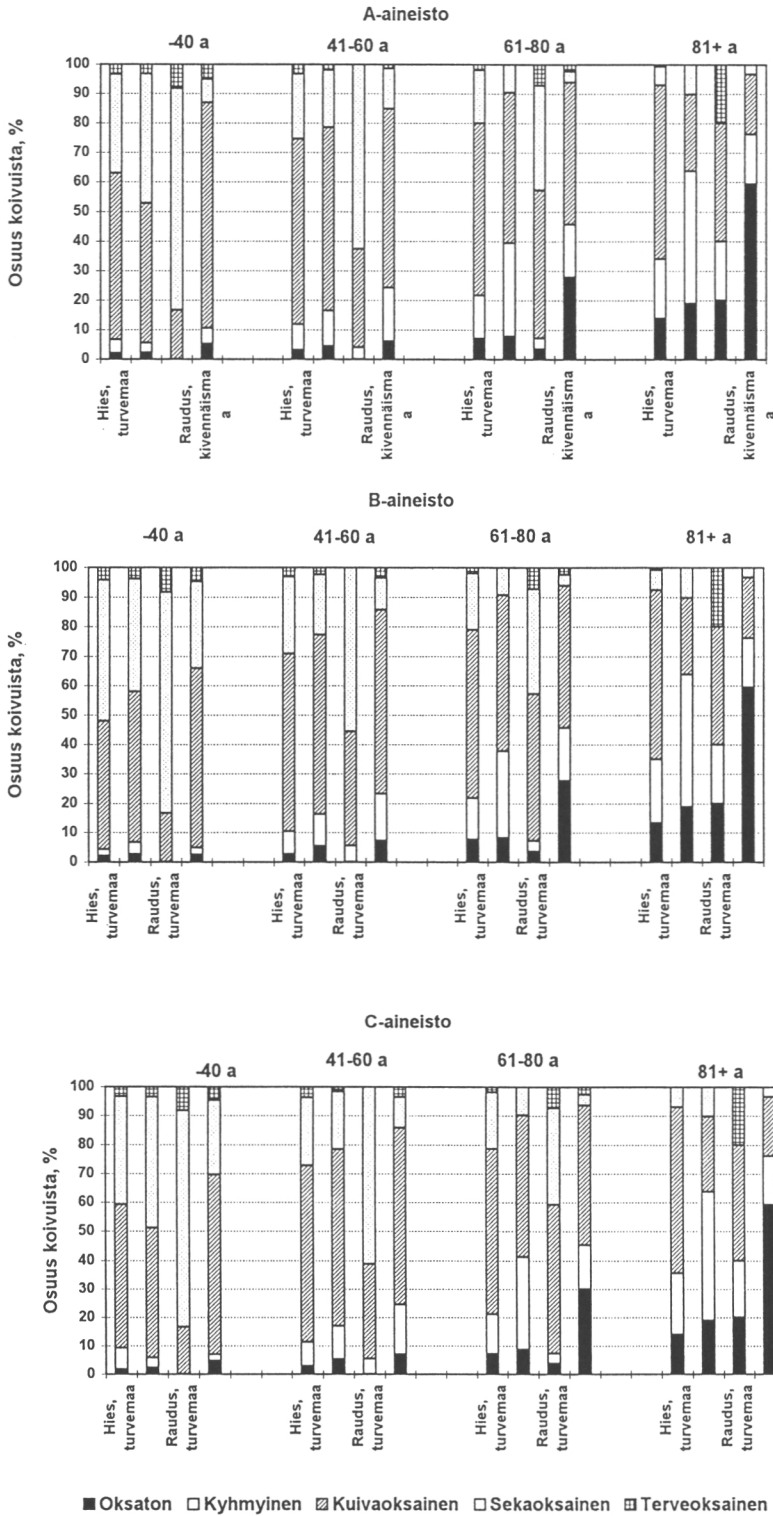 A-aineisto
-40 a 41-60 a 61-80 a 81+ a
Osuus koivuista, %
100
90
80
70
60
50
40
30
20
10
0
Hies, turvemaa
Raudus, kivennäismaa
Hies, turvemaa
Raudus, kivennäismaa
Hies, turvemaa
Raudus, kivennäismaa
Hies, turvemaa
Raudus, kivennäismaa
B-aineisto
-40 a 41-60 a 61-80 a 81+ a
Osuus koivuista, %
100
90
80
70
60
50
40
30
20
10
0
Hies, turvemaa
Raudus, turvemaa
Hies, turvemaa
Raudus, turvemaa
Hies, turvemaa
Raudus, turvemaa
Hies, turvemaa
Raudus, turvemaa
C-aineisto
-40 a 41-60 a 61-80 a 81+ a
Osuus koivuista, %
100
90
80
70
60
50
40
30
20
10
0
Hies, turvemaa
Raudus, turvemaa
Hies, turvemaa
Raudus, turvemaa
Hies, turvemaa
Raudus, turvemaa
Hies, turvemaa
Raudus, turvemaa
Oksaton Kyhmyinen Kuivaoksainen Sekaoksainen Terveoksainen